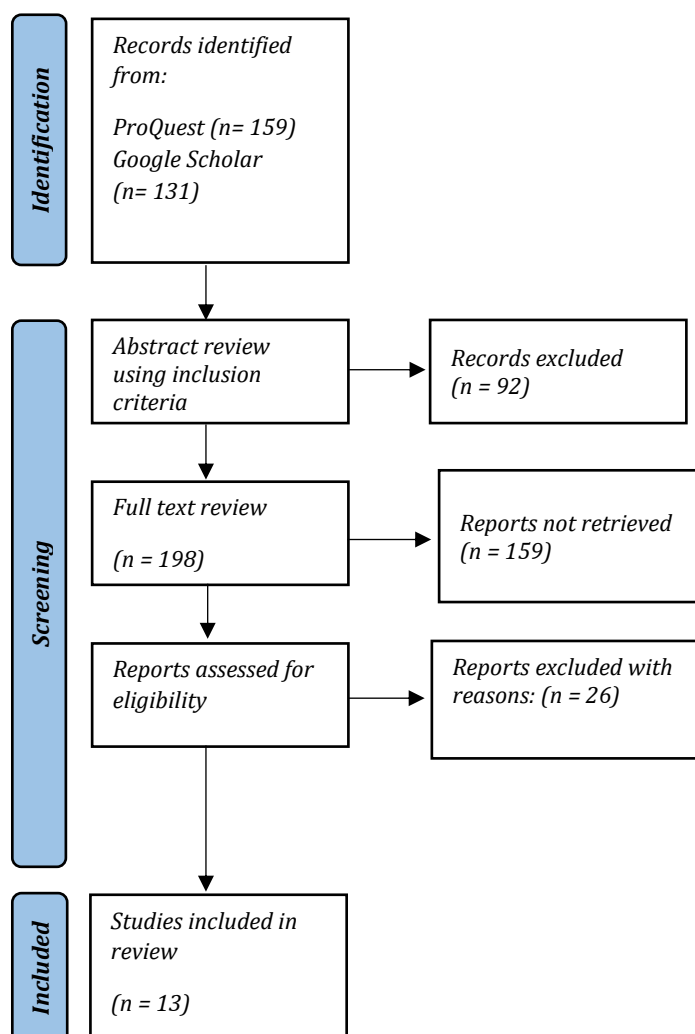 Identification
Records identified
from:
ProQuest (n= 159)
Google Scholar
(n= 131)
Screening
Abstract review
using inclusion
criteria
Records excluded
(n = 92)
Full text review
(n = 198)
Reports not retrieved
(n = 159)
Reports assessed for
eligibility
Reports excluded with
reasons: (n = 26)
Included
Studies included in
review
(n = 13)